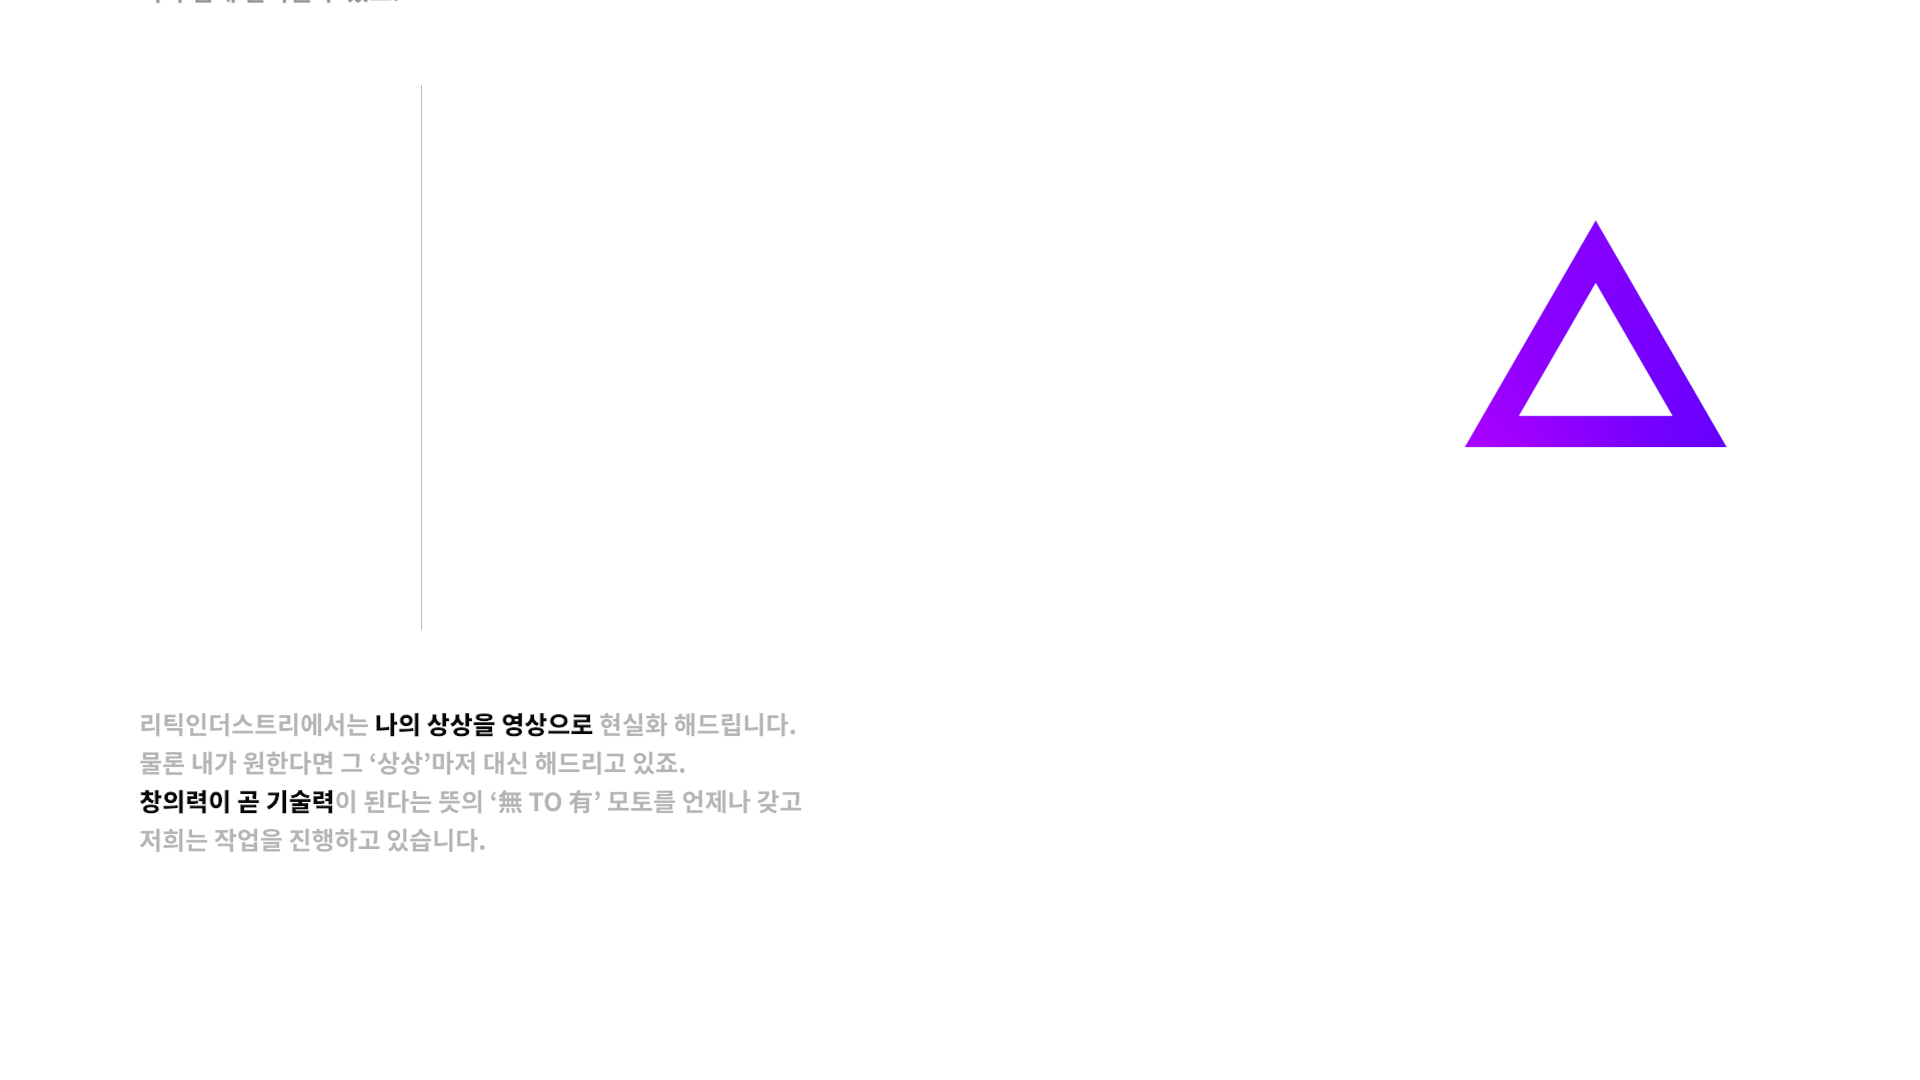 리틱인더스트리에서는 나의 상상을 영상으로 현실화 해드립니다.
물론 내가 원한다면 그 ‘상상’마저 대신 해드리고 있죠.
창의력이 곧 기술력이 된다는 뜻의 ‘無 TO 有’ 모토를 언제나 갖고
저희는 작업을 진행하고 있습니다.